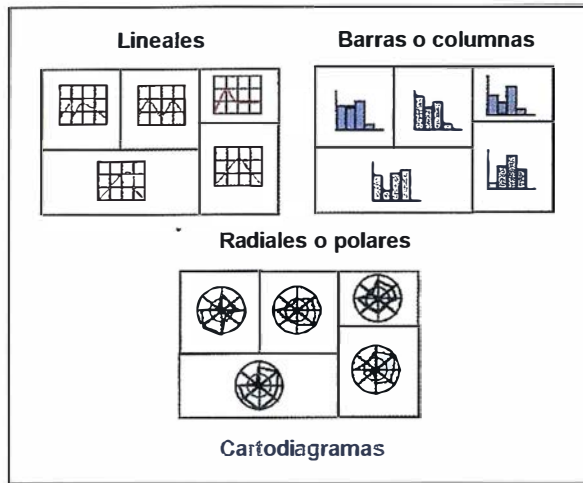 Lineales
Barras o columnas
Radiales o polares
Cartodiagramas